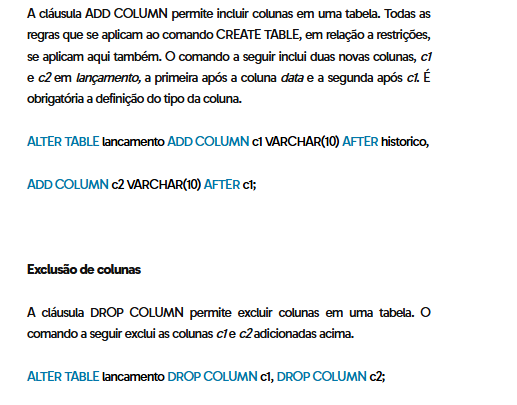 A cláusula ADD COLUMN permite incluir colunas em uma tabela. Todas as
regras que se aplicam ao comando CREATE TABLE, em relação a restrições,
se aplicam aqui também. O comando a seguir inclui duas novas colunas, c1
e c2 em lançamento, a primeira após a coluna data e a segunda após c1. É
obrigatória a definição do tipo da coluna.
ALTER TABLE lancamento ADD COLUMN c1 VARCHAR(10) AFTER historico,
ADD COLUMN c2 VARCHAR(10) AFTER c1;
Exclusão de colunas
A cláusula DROP COLUMN permite excluir colunas em uma tabela. O
comando a seguir exclui as colunas c1 e c2 adicionadas acima.
ALTER TABLE lancamento DROP COLUMN c1, DROP COLUMN c2;